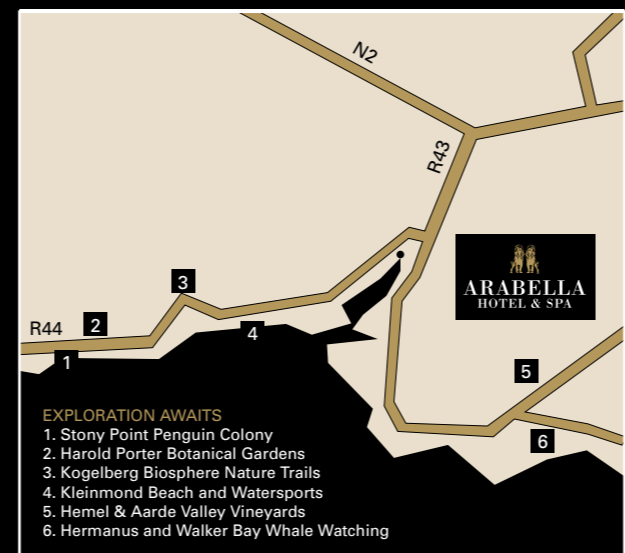 N2
R43
ARABELLA
HOTEL & SPA
3
R44
2
4
1
5
6
EXPLORATION AWAITS
1. Stony Point Penguin Colony
2. Harold Porter Botanical Gardens
3. Kogelberg Biosphere Nature Trails
4. Kleinmond Beach and Watersports
5. Hemel & Aarde Valley Vineyards
6. Hermanus and Walker Bay Whale Watching